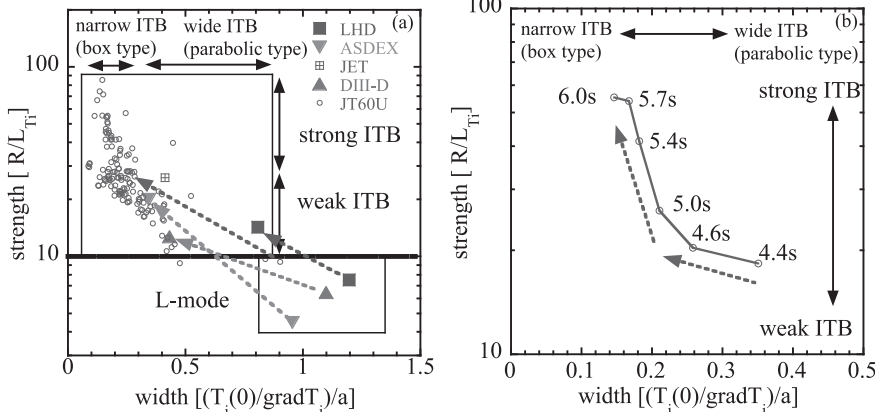 narrow ITB
(box type)
wide ITB
(parabolic type)
(a)
LHD
ASDEX
JET
DIII-D
JT60U
100
10
strength [ R/L_Ti]
strong ITB
weak ITB
L-mode
0
0.5
1
1.5
width [(T_i(0)/gradT_i)/a]
(b)
narrow ITB
(box type)
wide ITB
(parabolic type)
100
10
strength [ R/L_Ti]
strong ITB
6.0s
5.7s
5.4s
5.0s
4.6s
4.4s
weak ITB
0.0
0.1
0.2
0.3
0.4
0.5
width [(T_i(0)/gradT_i)/a]